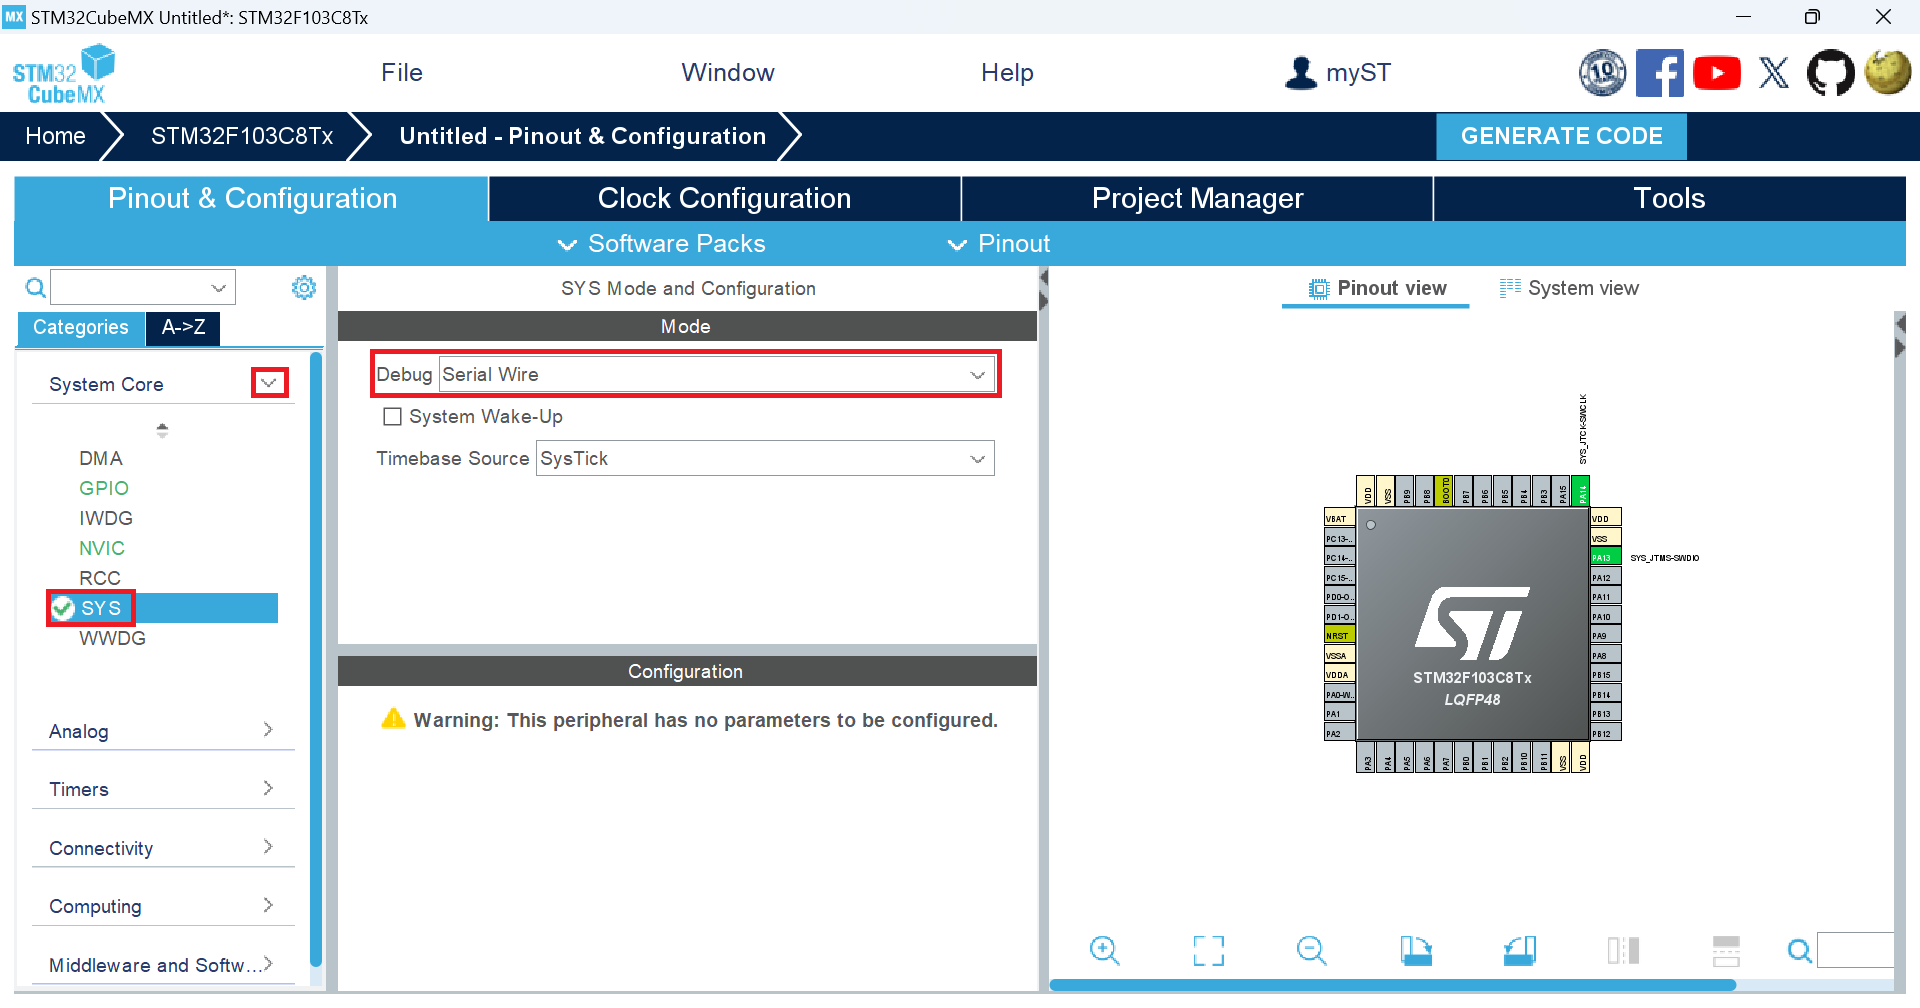 MX STM32CubeMX Untitled*: STM32F103C8Tx
STM32
CubeMX
File
Window
Help
myST
10
Home
STM32F103C8Tx
Untitled - Pinout & Configuration
GENERATE CODE
Pinout & Configuration
Clock Configuration
Project Manager
Tools
Software Packs
Pinout
Categories
A->Z
System Core
DMA
GPIO
IWDG
NVIC
RCC
SYS
WWDG
Analog
Timers
Connectivity
Computing
Middleware and Softw...
SYS Mode and Configuration
Mode
Debug Serial Wire
System Wake-Up
Timebase Source SysTick
Configuration
Warning: This peripheral has no parameters to be configured.
Pinout view
System view
SYS_JTCK-SWCLK
VDD
VSS
PB9
PB8
BOOT0
PB7
PB6
PB5
PB4
PB3
PA15
PA14
VBAT
PC13-..
PC14-..
PC15-..
PD0-O..
PD1-O..
NRST
VSSA
VDDA
PA0-W..
PA1
PA2
VDD
VSS
PA13 SYS_JTMS-SWDIO
PA12
PA11
PA10
PA9
PA8
PB15
PB14
PB13
PB12
ST
STM32F103C8Tx
LQFP48
PA3
PA4
PA5
PA6
PA7
PB0
PB1
PB2
PB10
PB11
VSS
VDD